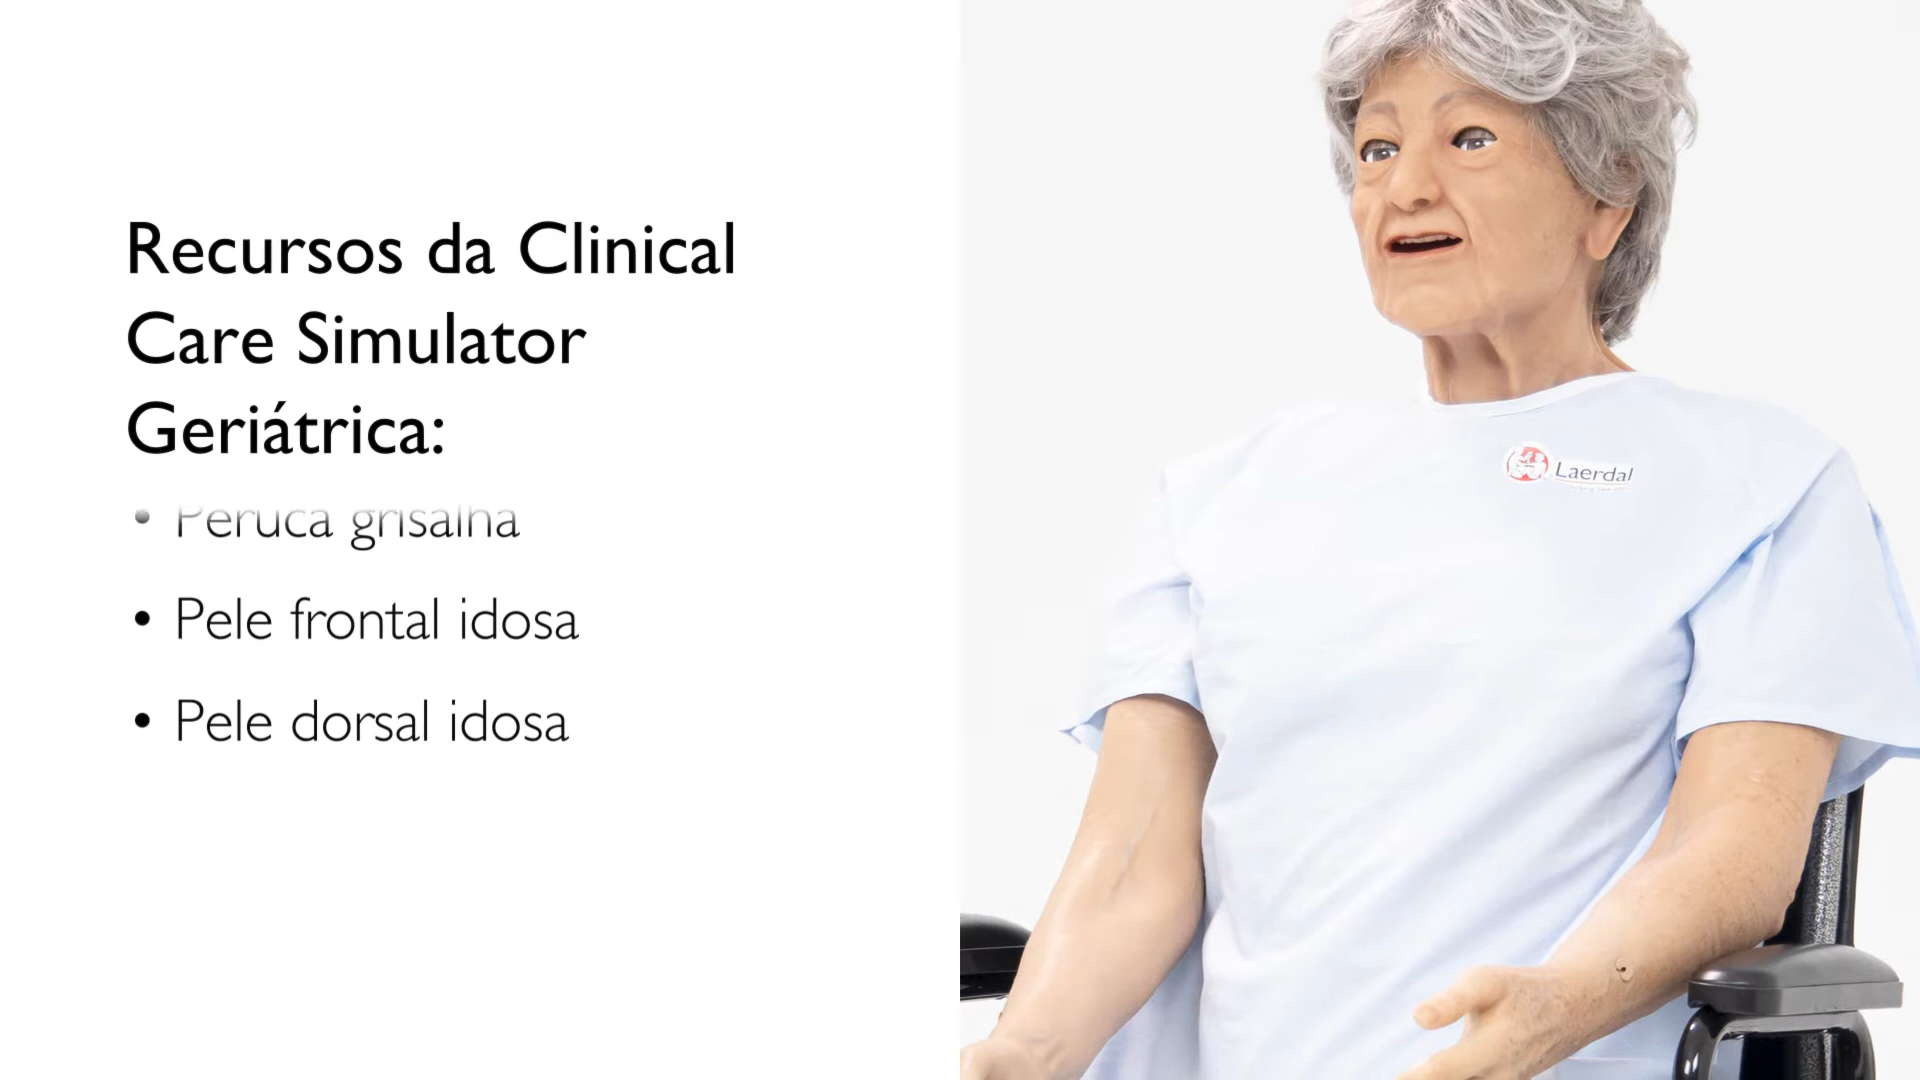 Recursos da Clinical
Care Simulator
Geriátrica:
• Peruca grisalha
• Pele frontal idosa
• Pele dorsal idosa
Laerdal